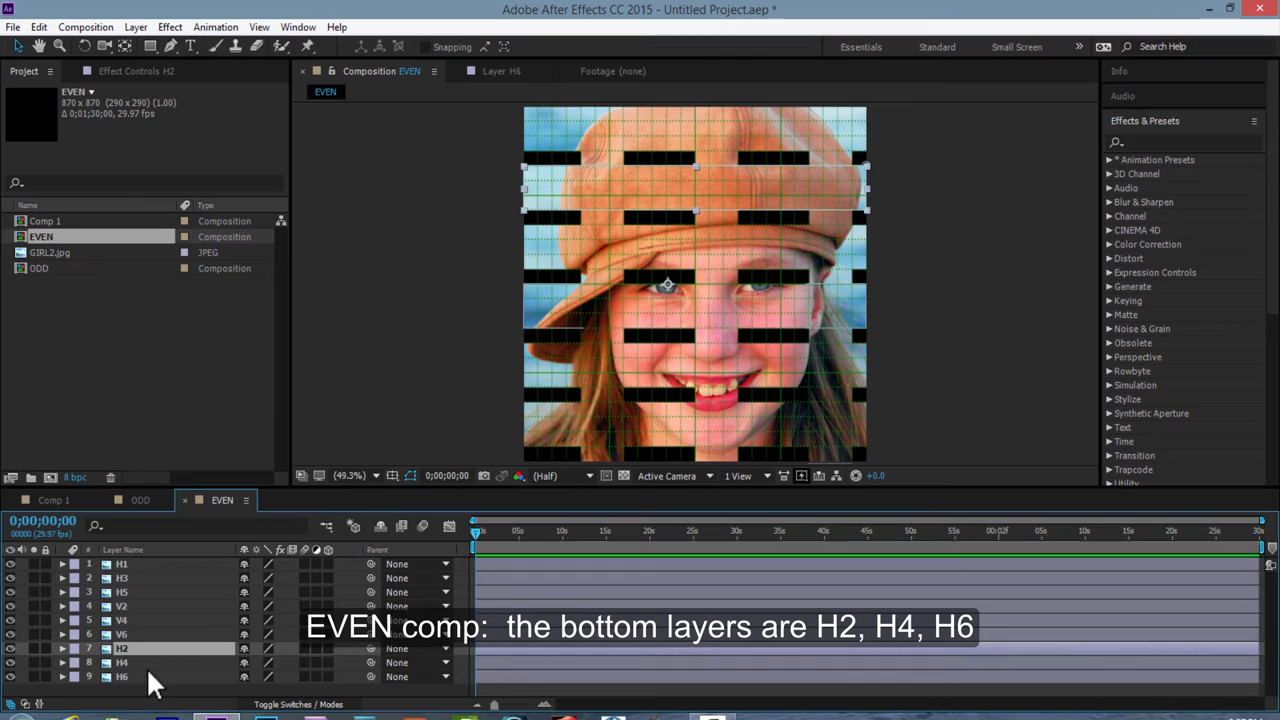 Adobe After Effects CC 2015 - Untitled Project.aep *
File Edit Composition Layer Effect Animation View Window Help
Snapping
Essentials Standard Small Screen Search Help
Project Effect Controls H2
EVEN
870 x 870 (290 x 290) (1.00)
Δ 0;01;30;00, 29.97 fps
Name Type
Comp 1 Composition
EVEN Composition
GIRL2.jpg JPEG
ODD Composition
8 bpc
Composition EVEN Layer H6 Footage (none)
EVEN
(49.3%) 0;00;00;00 (Half) Active Camera 1 View +0.0
Info
Audio
Effects & Presets
* Animation Presets
3D Channel
Audio
Blur & Sharpen
Channel
CINEMA 4D
Color Correction
Distort
Expression Controls
Generate
Keying
Matte
Noise & Grain
Obsolete
Perspective
Rowbyte
Simulation
Stylize
Synthetic Aperture
Text
Time
Transition
Trapcode
Utility
Comp 1 ODD EVEN
0;00;00;00
00000 (29.97 fps)
05s 10s 15s 20s 25s 30s 35s 40s 45s 50s 55s 00:02f 05s 10s 15s 20s 25s 30s
# Layer Name Parent
1 H1 None
2 H3 None
3 H5 None
4 V2 None
5 V4 None
6 V6 None
7 H2 None
8 H4 None
9 H6 None
EVEN comp: the bottom layers are H2, H4, H6
Toggle Switches / Modes